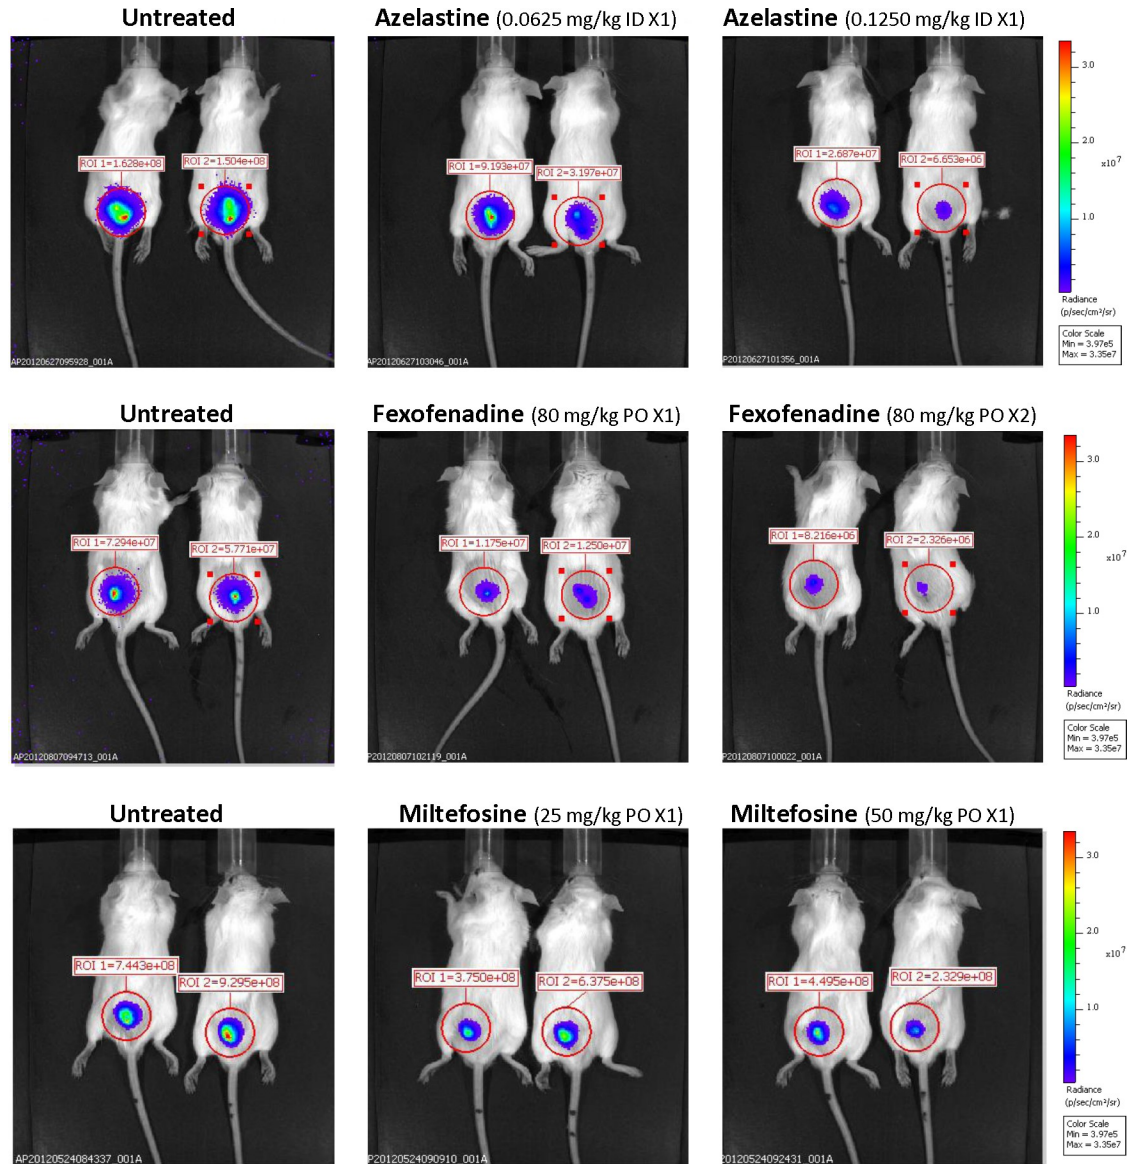 Untreated
Azelastine (0.0625 mg/kg ID X1)
Azelastine (0.1250 mg/kg ID X1)
ROI 1=1.628e+08
ROI 2=1.504e+08
AP20120627095928_001A
ROI 1=9.193e+07
ROI 2=3.197e+07
AP20120627103046_001A
ROI 1=2.687e+07
ROI 2=6.653e+06
P20120627101356_001A
3.0
2.0
x10⁷
1.0
Radiance
(p/sec/cm²/sr)
Color Scale
Min = 3.97e5
Max = 3.35e7
Untreated
Fexofenadine (80 mg/kg PO X1)
Fexofenadine (80 mg/kg PO X2)
ROI 1=7.294e+07
ROI 2=5.771e+07
AP20120807094713_001A
ROI 1=1.175e+07
ROI 2=1.250e+07
P20120807102119_001A
ROI 1=8.216e+06
ROI 2=2.326e+06
P20120807100022_001A
3.0
2.0
x10⁷
1.0
Radiance
(p/sec/cm²/sr)
Color Scale
Min = 3.97e5
Max = 3.35e7
Untreated
Miltefosine (25 mg/kg PO X1)
Miltefosine (50 mg/kg PO X1)
ROI 1=7.443e+08
ROI 2=9.295e+08
AP20120524084337_001A
ROI 1=3.750e+08
ROI 2=6.375e+08
P20120524090910_001A
ROI 1=4.495e+08
ROI 2=2.329e+08
20120524092431_001A
3.0
2.0
x10⁷
1.0
Radiance
(p/sec/cm²/sr)
Color Scale
Min = 3.97e5
Max = 3.35e7